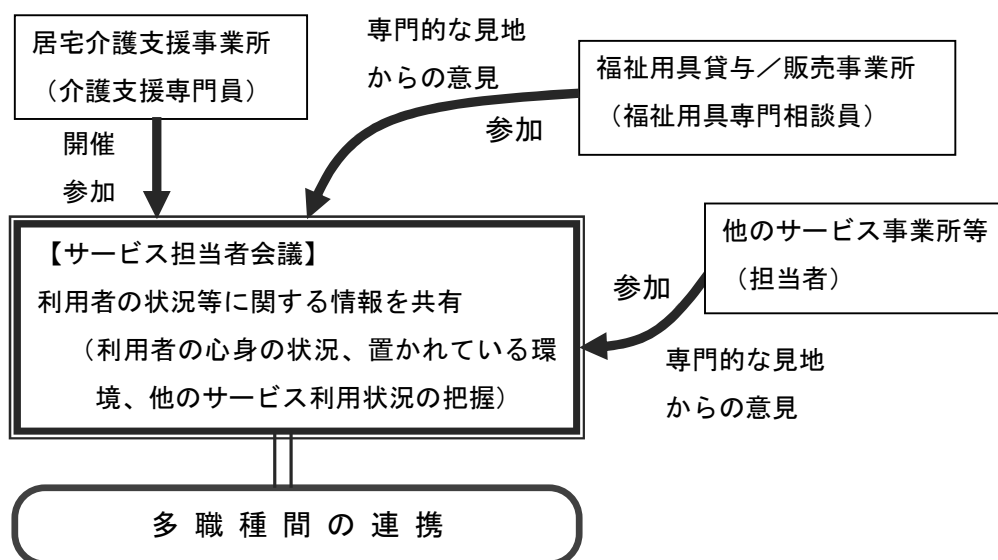 居宅介護支援事業所
（介護支援専門員）
開催
参加
専門的な見地
からの意見
参加
福祉用具貸与／販売事業所
（福祉用具専門相談員）
【サービス担当者会議】
利用者の状況等に関する情報を共有
（利用者の心身の状況、置かれている環
境、他のサービス利用状況の把握）
他のサービス事業所等
（担当者）
参加
専門的な見地
からの意見
多職種間の連携